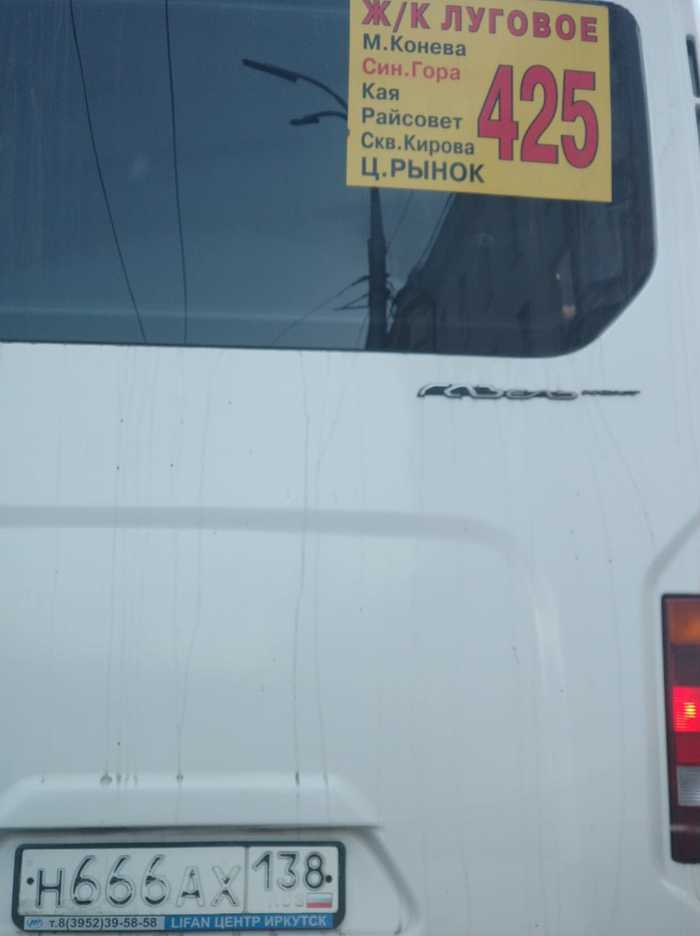 Ж/К ЛУГОВОЕ
М.Конева
Син.Гора
Кая
Райсовет
Скв.Кирова
Ц.РЫНОК
425
ГАЗель
Н666АХ 138
т.8(3952)39-58-58 LIFAN ЦЕНТР ИРКУТСК